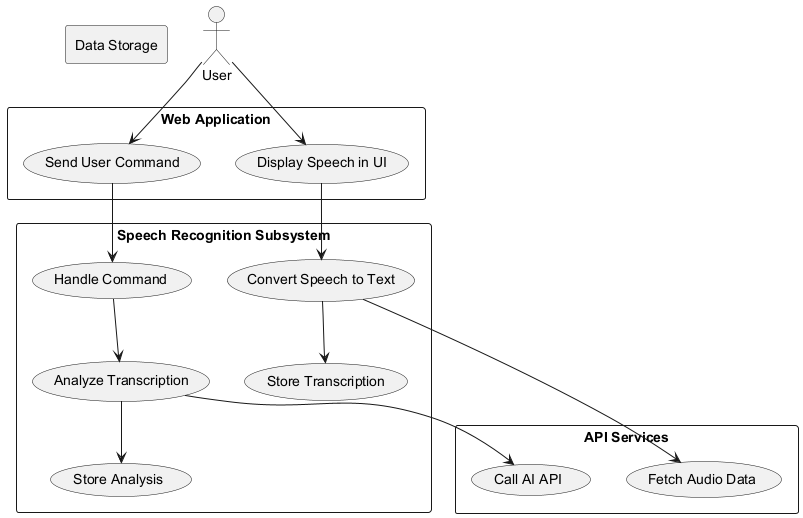 Data Storage
User
Web Application
Send User Command
Display Speech in UI
Speech Recognition Subsystem
Handle Command
Convert Speech to Text
Analyze Transcription
Store Transcription
API Services
Store Analysis
Call AI API
Fetch Audio Data